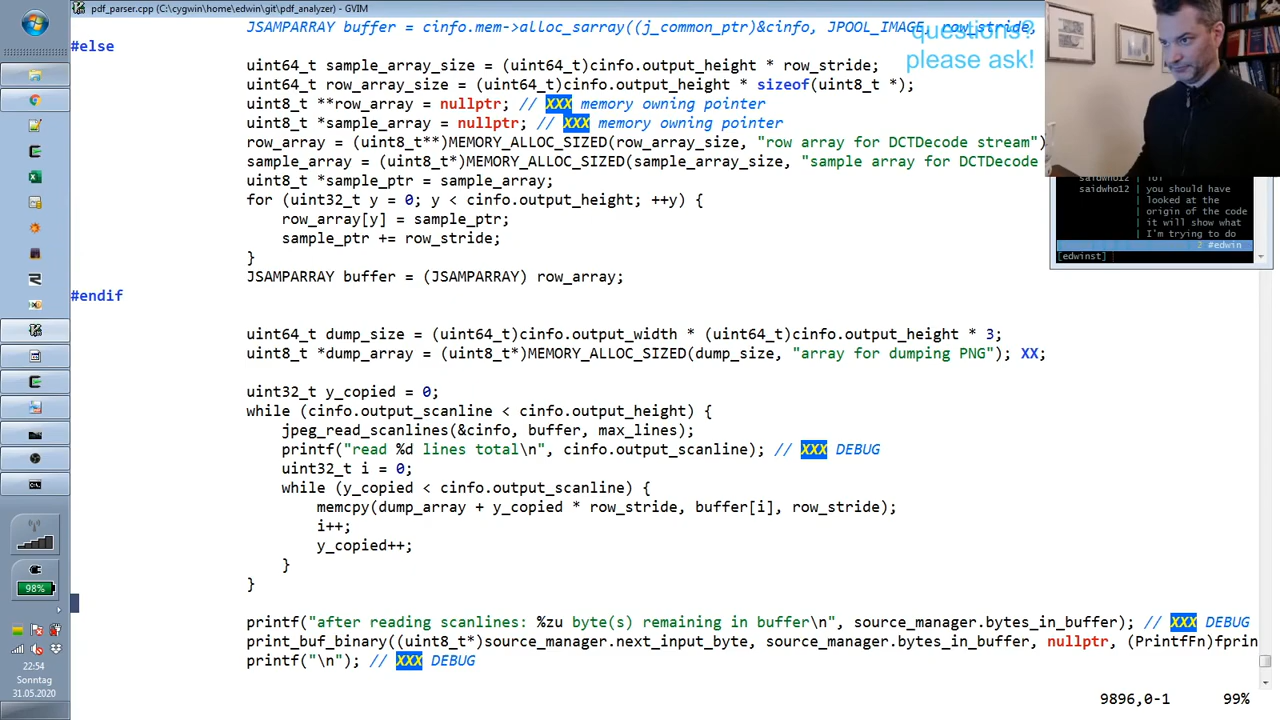 pdf_parser.cpp (C:\cygwin\home\edwin\git\pdf_analyzer) - GVIM
JSAMPARRAY buffer = cinfo.mem->alloc_sarray((j_common_ptr)&cinfo, JPOOL_IMAGE, row_stride,
#else
uint64_t sample_array_size = (uint64_t)cinfo.output_height * row_stride;
uint64_t row_array_size = (uint64_t)cinfo.output_height * sizeof(uint8_t *);
uint8_t **row_array = nullptr; // XXX memory owning pointer
uint8_t *sample_array = nullptr; // XXX memory owning pointer
row_array = (uint8_t**)MEMORY_ALLOC_SIZED(row_array_size, "row array for DCTDecode stream")
sample_array = (uint8_t*)MEMORY_ALLOC_SIZED(sample_array_size, "sample array for DCTDecode
uint8_t *sample_ptr = sample_array;
for (uint32_t y = 0; y < cinfo.output_height; ++y) {
row_array[y] = sample_ptr;
sample_ptr += row_stride;
}
JSAMPARRAY buffer = (JSAMPARRAY) row_array;
#endif
uint64_t dump_size = (uint64_t)cinfo.output_width * (uint64_t)cinfo.output_height * 3;
uint8_t *dump_array = (uint8_t*)MEMORY_ALLOC_SIZED(dump_size, "array for dumping PNG"); XX;
uint32_t y_copied = 0;
while (cinfo.output_scanline < cinfo.output_height) {
jpeg_read_scanlines(&cinfo, buffer, max_lines);
printf("read %d lines total\n", cinfo.output_scanline); // XXX DEBUG
uint32_t i = 0;
while (y_copied < cinfo.output_scanline) {
memcpy(dump_array + y_copied * row_stride, buffer[i], row_stride);
i++;
y_copied++;
}
}
printf("after reading scanlines: %zu byte(s) remaining in buffer\n", source_manager.bytes_in_buffer); // XXX DEBUG
print_buf_binary((uint8_t*)source_manager.next_input_byte, source_manager.bytes_in_buffer, nullptr, (PrintfFn)fprin
printf("\n"); // XXX DEBUG
9896,0-1 99%
questions?
please ask!
saidwho12 | lol
saidwho12 | you should have
| looked at the
| origin of the code
| it will show what
| I'm trying to do
2 #edwin
[edwinst]
98%
22:54
Sonntag
31.05.2020